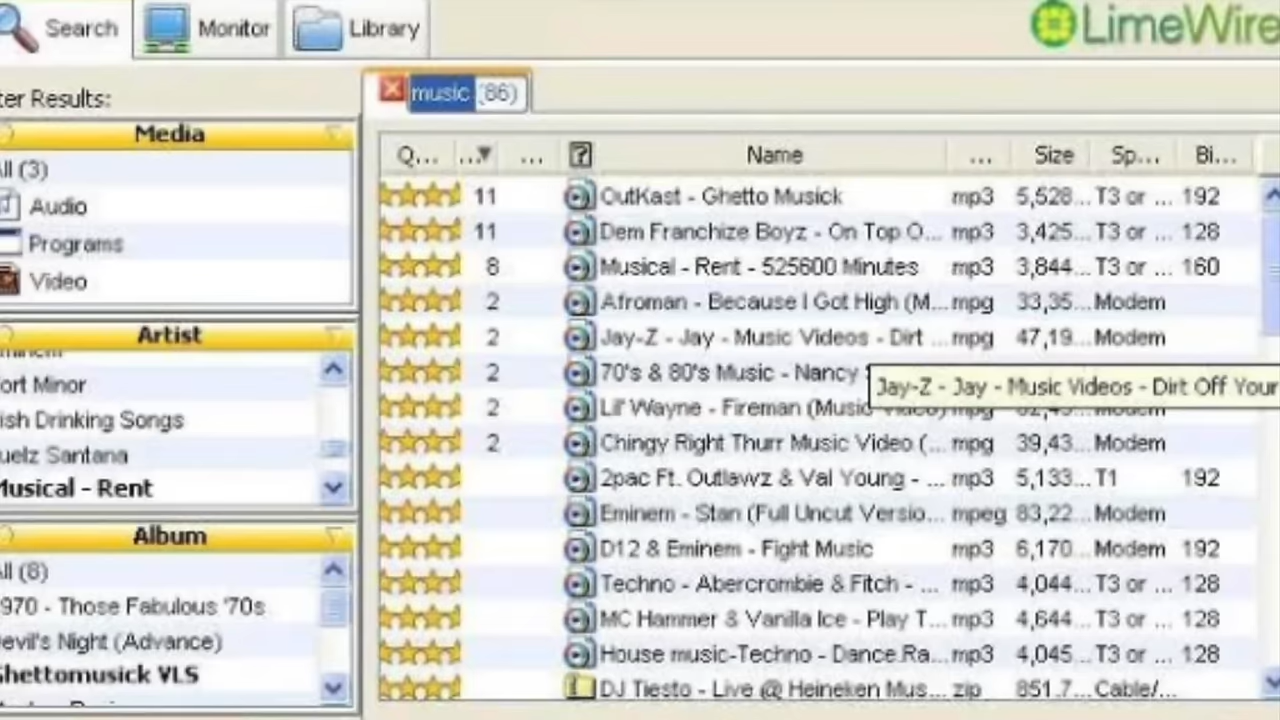 Search Monitor Library LimeWire
ter Results:
music (86)
Media
ll (3)
Audio
Programs
Video
Artist
ort Minor
ish Drinking Songs
uelz Santana
Musical - Rent
Album
ll (8)
970 - Those Fabulous '70s
evil's Night (Advance)
Ghettomusick VLS
Q... ... ... ? Name ... Size Sp... Bi...
11 OutKast - Ghetto Musick mp3 5,528... T3 or ... 192
11 Dem Franchize Boyz - On Top O... mp3 3,425... T3 or ... 128
8 Musical - Rent - 525600 Minutes mp3 3,844... T3 or ... 160
2 Afroman - Because I Got High (M... mpg 33,35... Modem
2 Jay-Z - Jay - Music Videos - Dirt ... mpg 47,19... Modem
2 70's & 80's Music - Nancy
Jay-Z - Jay - Music Videos - Dirt Off Your
2 Lil' Wayne - Fireman (Music Video) mpg Modem
2 Chingy Right Thurr Music Video (... mpg 39,43... Modem
2pac Ft. Outlawz & Val Young - ... mp3 5,133... T1 192
Eminem - Stan (Full Uncut Versio... mpeg 83,22... Modem
D12 & Eminem - Fight Music mp3 6,170... Modem 192
Techno - Abercrombie & Fitch - ... mp3 4,044... T3 or ... 128
MC Hammer & Vanilla Ice - Play T... mp3 4,644... T3 or ... 128
House music-Techno - Dance.Ra... mp3 4,045... T3 or ... 128
DJ Tiesto - Live @ Heineken Mus... zip 851.7... Cable/...